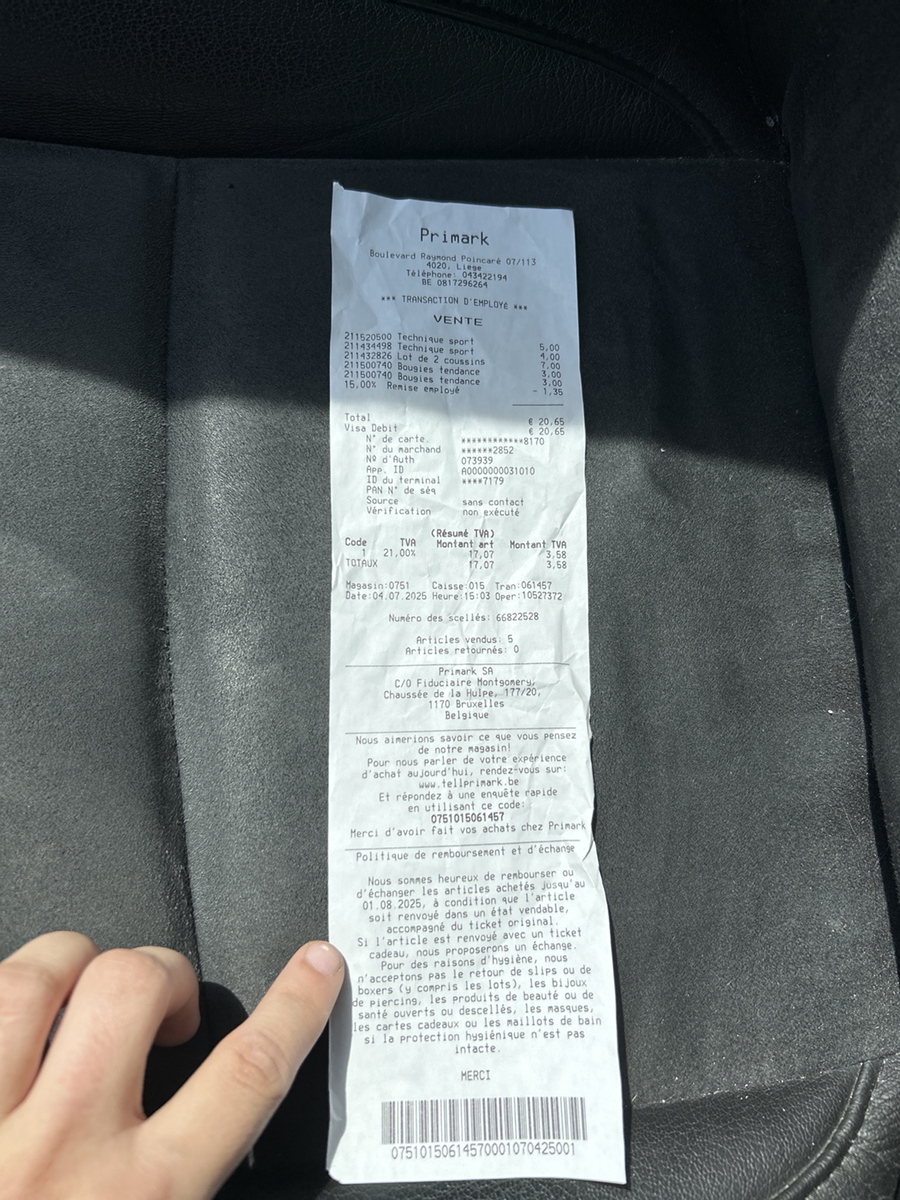 Primark
Boulevard Raymond Poincaré 07/113
4020, Liege
Téléphone: 043422194
BE 0817296264
*** TRANSACTION D'EMPLOYÉ ***
VENTE
211520500 Technique sport 5,00
211434498 Technique sport 4,00
211432826 Lot de 2 coussins 7,00
211500740 Bougies tendance 3,00
211500740 Bougies tendance 3,00
15,00% Remise employé - 1,35
Total € 20,65
Visa Debit € 20,65
N° de carte. ************8170
N° du marchand ******2852
Nº d'Auth 073939
App. ID A0000000031010
ID du terminal ****7179
PAN N° de séq
Source sans contact
Vérification non exécuté
(Résumé TVA)
Code TVA Montant art Montant TVA
1 21,00% 17,07 3,58
TOTAUX 17,07 3,58
Magasin:0751 Caisse:015 Tran:061457
Date:04.07.2025 Heure:15:03 Oper:10527372
Numéro des scellés: 66822528
Articles vendus: 5
Articles retournés: 0
Primark SA
C/O Fiduciaire Montgomery,
Chaussée de la Hulpe, 177/20,
1170 Bruxelles
Belgique
Nous aimerions savoir ce que vous pensez
de notre magasin!
Pour nous parler de votre expérience
d'achat aujourd'hui, rendez-vous sur:
www.tellprimark.be
Et répondez à une enquête rapide
en utilisant ce code:
0751015061457
Merci d'avoir fait vos achats chez Primark
Politique de remboursement et d'échange
Nous sommes heureux de rembourser ou
d'échanger les articles achetés jusqu'au
01.08.2025, à condition que l'article
soit renvoyé dans un état vendable,
accompagné du ticket original.
Si l'article est renvoyé avec un ticket
cadeau, nous proposerons un échange.
Pour des raisons d'hygiène, nous
n'acceptons pas le retour de slips ou de
boxers (y compris les lots), les bijoux
de piercing, les produits de beauté ou de
santé ouverts ou descellés, les masques,
les cartes cadeaux ou les maillots de bain
si la protection hygiénique n'est pas
intacte.
MERCI
0751015061457000107042​5001